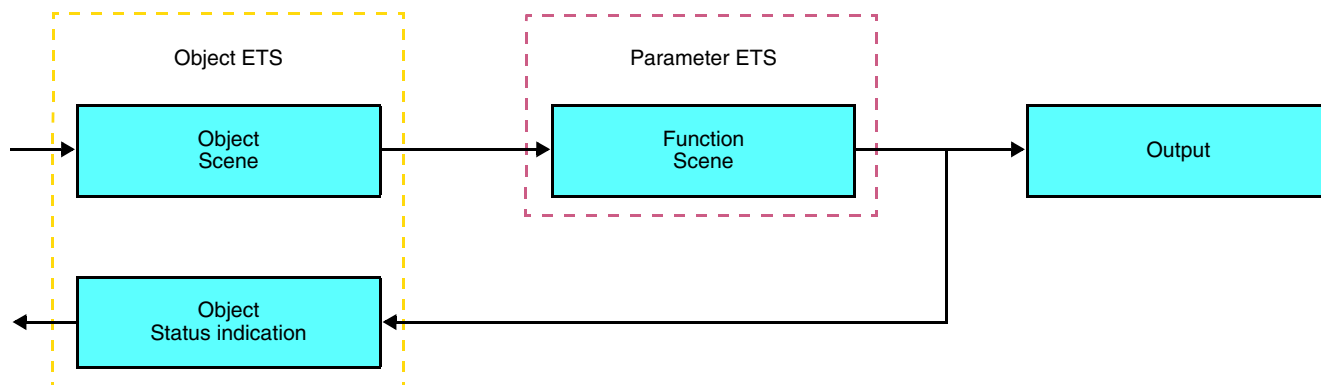 Object ETS
Parameter ETS
Object
Scene
Function
Scene
Output
Object
Status indication